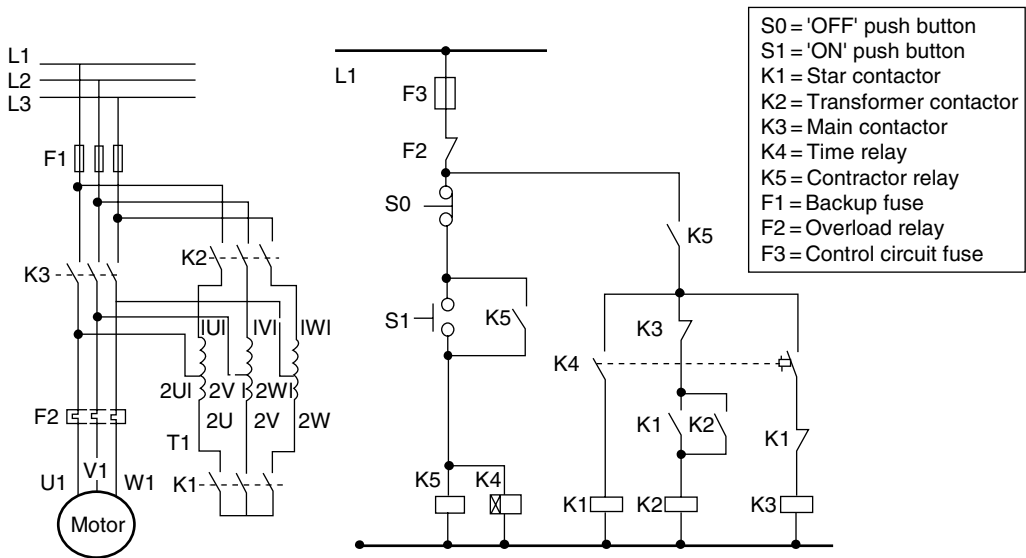 L1
L2
L3
F1
K3
K2
IUI
IVI
IWI
2UI
2V I
2WI
2U
2V
2W
F2
T1
V1
U1
W1
K1
Motor
L1
F3
F2
S0
S1
K5
K5
K4
K5
K3
K4
K1
K2
K1
K1
K2
K3
S0 = 'OFF' push button
S1 = 'ON' push button
K1 = Star contactor
K2 = Transformer contactor
K3 = Main contactor
K4 = Time relay
K5 = Contractor relay
F1 = Backup fuse
F2 = Overload relay
F3 = Control circuit fuse